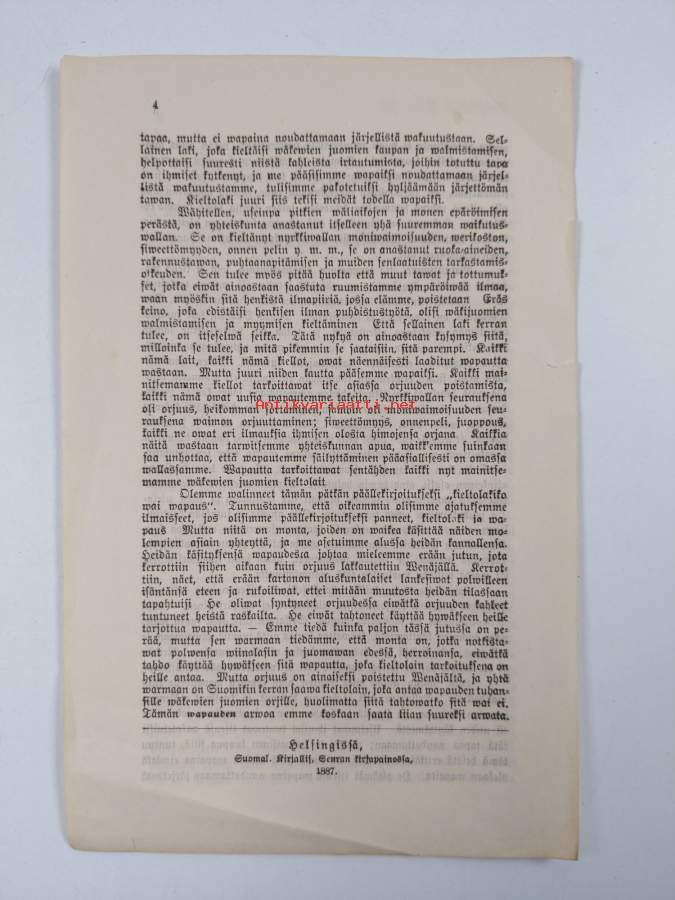 4
tapaa, mutta ei wapaina noudattamaan järjellistä wakuutustaan. Sel-
lainen laki, joka kieltäisi wäkewien juomien kaupan ja walmistamisen,
helpottaisi suuresti niistä kahleista irtautumista, joihin totuttu tapa
on ihmiset kytkenyt, ja me pääsisimme wapaiksi noudattamaan järjel-
listä wakuutustamme, tulisimme pakotetuiksi hyljäämään järjettömän
tawan. Kieltolaki juuri siis tekisi meidät todella wapaiksi.
Wähitellen, useinpa pitkien wäliaikojen ja monen epäröimisen
perästä, on yhteiskunta anastanut itselleen yhä suuremman waikutus-
wallan. Se on kieltänyt nyrkkiwallan moniwaimoisuuden, werikoston,
siweettömyyden, onnen pelin y. m. m., se on anastanut ruoka-aineiden,
rakennustawan, puhtaanapitämisen ja muiden senlaatuisten tarkastamis-
oikeuden. Sen tulee myös pitää huolta että muut tawat ja tottumuk-
set, jotka eiwät ainoastaan saastuta ruumistamme ympäröiwää ilmaa,
waan myöskin sitä henkistä ilmapiiriä, jossa elämme, poistetaan Eräs
keino, joka edistäisi henkisen ilman puhdistustyötä, olisi wäkijuomien
walmistamisen ja myymisen kieltäminen Että sellainen laki kerran
tulee, on itseselwä seikka. Tätä nykyä on ainoastaan kysymys siitä,
milloinka se tulee, ja mitä pikemmin se saataisiin, sitä parempi. Kaikki
nämä lait, kaikki nämä kiellot, owat näennäisesti laaditut wapautta
wastaan. Mutta juuri niiden kautta pääsemme wapaiksi. Kaikki mai-
nitsemamme kiellot tarkoittawat itse asiassa orjuuden poistamista,
kaikki nämä owat uusia wapautemme takeita. Nyrkkiwallan seurauksena
oli orjuus, heikomman sortaminen, samoin oli moniwaimoisuuden seu-
rauksena waimon orjuuttaminen; siweettömyys, onnenpeli, juoppous,
kaikki ne owat eri ilmauksia ihmisen olosta himojensa orjana Kaikkia
näitä wastaan tarwitsemme yhteiskunnan apua, waikk'emme suinkaan
saa unhottaa, että wapautemme säilyttäminen pääasiallisesti on omassa
wallassamme. Wapautta tarkoittawat sentähden kaikki nyt mainitse-
mamme wäkewien juomien kieltolait
Olemme walinneet tämän pätkän päällekirjoitukseksi „kieltolakiko
wai wapaus". Tunnustamme, että oikeammin olisimme ajatuksemme
ilmaisseet, jos olisimme päällekirjoitukseksi panneet, kieltolaki ja wa-
paus Mutta niitä on monta, joiden on waikea käsittää näiden mo-
lempien asiain yhteyttä, ja me asetuimme alussa heidän kannallensa.
Heidän käsityksensä wapaudesta johtaa mieleemme erään jutun, jota
kerrottiin siihen aikaan kuin orjuus lakkautettiin Wenäjällä. Kerrot-
tiin, näet, että erään kartanon aluskuntalaiset lankesiwat polwilleen
isäntänsä eteen ja rukoiliwat, ettei mitään muutosta heidän tilassaan
tapahtuisi He oliwat syntyneet orjuudessa eiwätkä orjuuden kahleet
tuntuneet heistä raskailta. He eiwät tahtoneet käyttää hywäkseen heille
tarjottua wapautta. — Emme tiedä kuinka paljon tässä jutussa on pe-
rää, mutta sen warmaan tiedämme, että monta on, jotka notkista-
wat polwensa wiinalasin ja juomawan edessä, herroinansa, eiwätkä
tahdo käyttää hywäkseen sitä wapautta, joka kieltolain tarkoituksena on
heille antaa. Mutta orjuus on ainaiseksi poistettu Wenäjältä, ja yhtä
warmaan on Suomikin kerran saawa kieltolain, joka antaa wapauden tuhan-
sille wäkewien juomien orjille, huolimatta siitä tahtowatko sitä wai ei.
Tämän wapauden arwoa emme koskaan saata liian suureksi arwata.
Helsingissä,
Suomal. Kirjallis. Seuran kirjapainossa,
1887.
Antikvariaatti.net